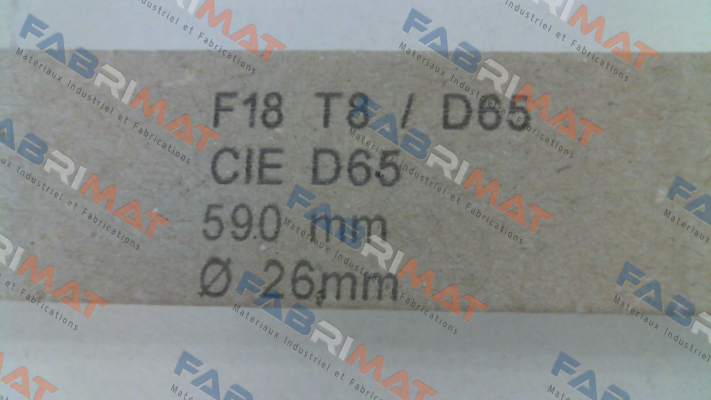 F18 T8 / D65
CIE D65
590 mm
Ø 26mm
FABRIMAT
Materiaux Industriel et Fabrications